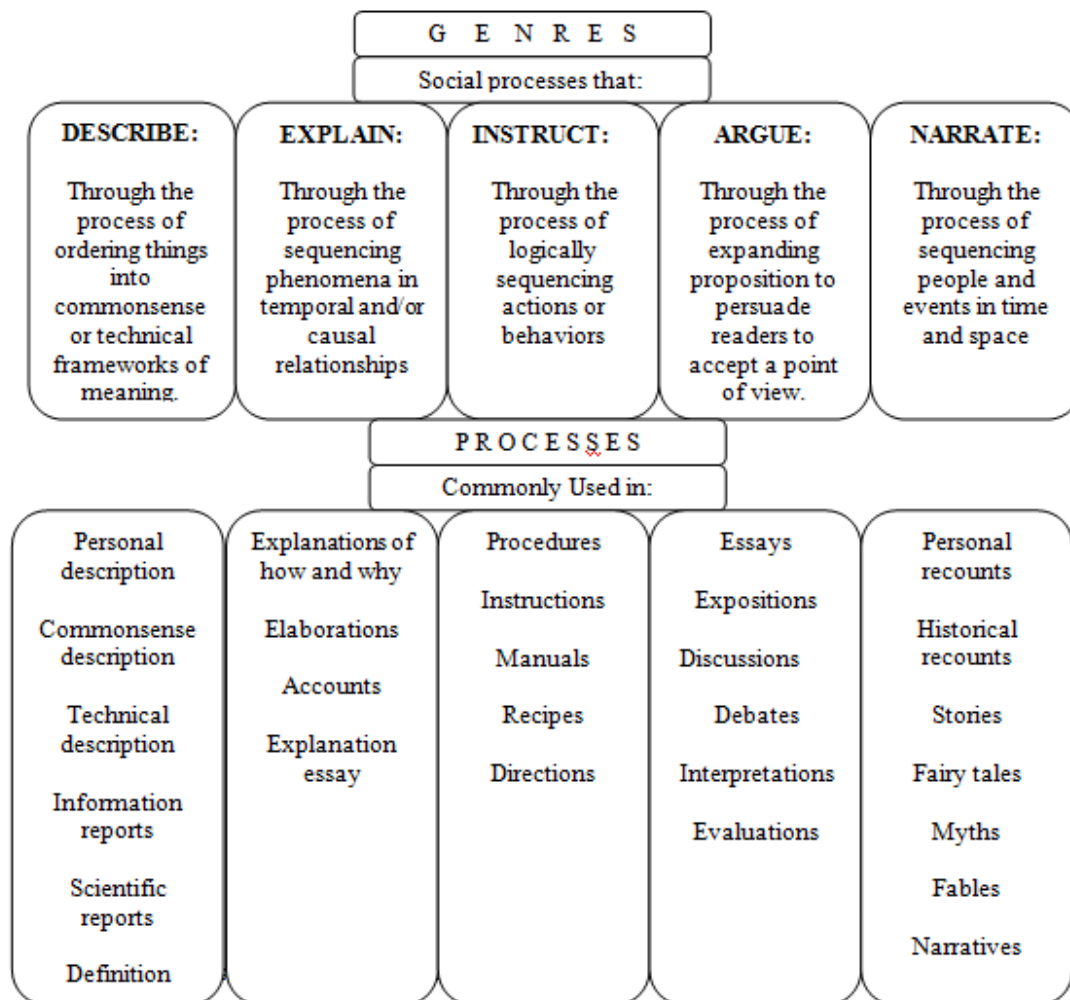 G E N R E S
Social processes that:
DESCRIBE:
Through the
process of
ordering things
into
commonsense
or technical
frameworks of
meaning.
EXPLAIN:
Through the
process of
sequencing
phenomena in
temporal and/or
causal
relationships
INSTRUCT:
Through the
process of
logically
sequencing
actions or
behaviors
ARGUE:
Through the
process of
expanding
proposition to
persuade
readers to
accept a point
of view.
NARRATE:
Through the
process of
sequencing
people and
events in time
and space
P R O C E S S E S
Commonly Used in:
Personal
description
Commonsense
description
Technical
description
Information
reports
Scientific
reports
Definition
Explanations of
how and why
Elaborations
Accounts
Explanation
essay
Procedures
Instructions
Manuals
Recipes
Directions
Essays
Expositions
Discussions
Debates
Interpretations
Evaluations
Personal
recounts
Historical
recounts
Stories
Fairy tales
Myths
Fables
Narratives